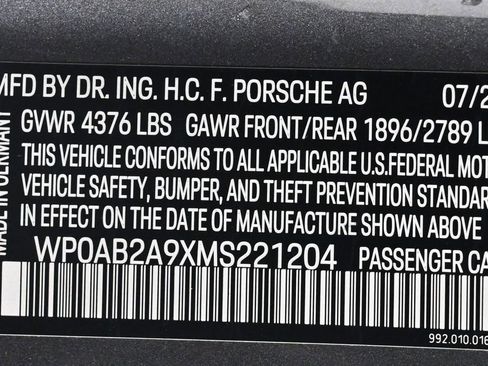 MFD BY DR. ING. H.C. F. PORSCHE AG 07/2
GVWR 4376 LBS GAWR FRONT/REAR 1896/2789 L
THIS VEHICLE CONFORMS TO ALL APPLICABLE U.S.FEDERAL MOT
VEHICLE SAFETY, BUMPER, AND THEFT PREVENTION STANDAR
IN EFFECT ON THE DATE OF MANUFACTURE SHOWN ABOVE
WP0AB2A9XMS221204 PASSENGER CA
992.010.016
MADE IN GERMANY